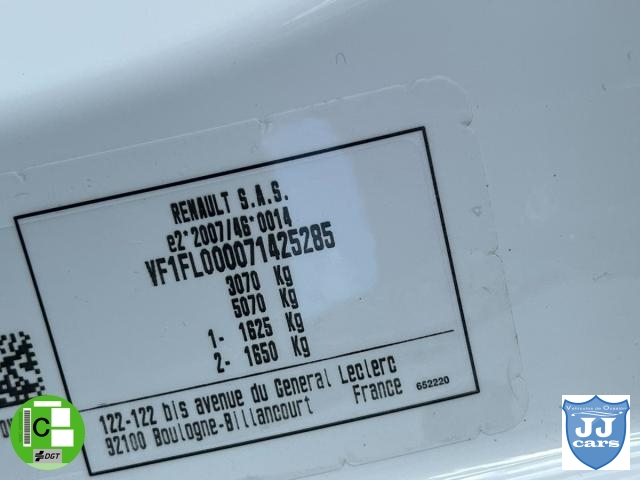 RENAULT S.A.S.
e2*2007/46*0014
VF1FL000071425285
3070 Kg
5070 Kg
1- 1625 Kg
2- 1650 Kg
122-122 bis avenue du General Leclerc
92100 Boulogne-Billancourt France 652220
C
DGT
JJ
cars